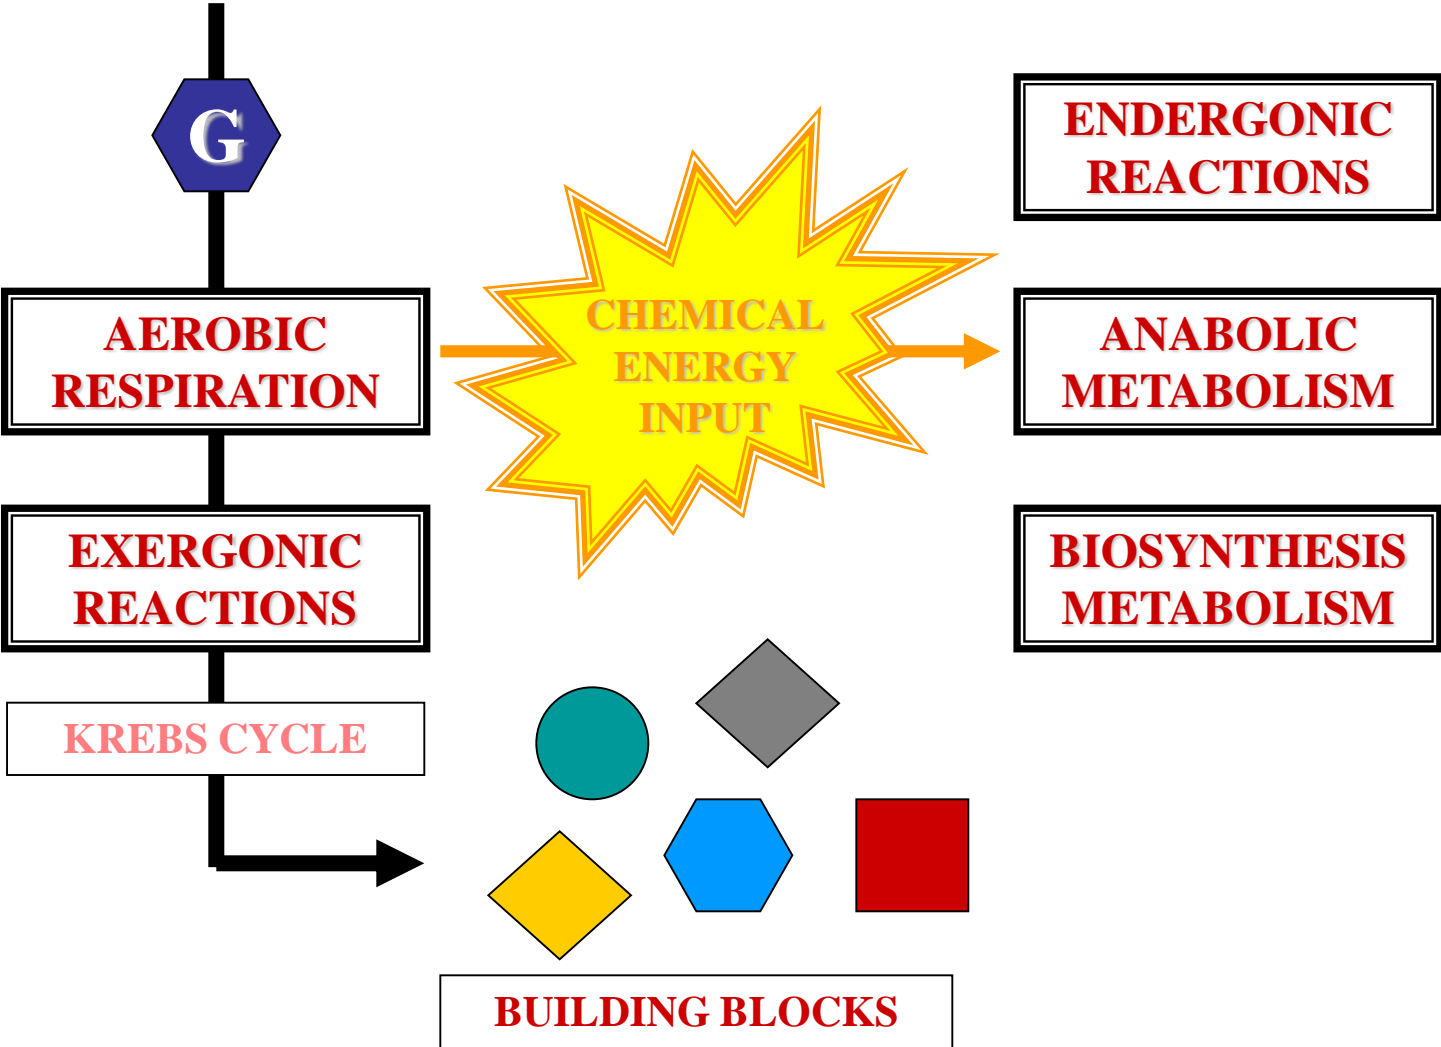 G
AEROBIC
RESPIRATION
EXERGONIC
REACTIONS
KREBS CYCLE
CHEMICAL
ENERGY
INPUT
ENDERGONIC
REACTIONS
ANABOLIC
METABOLISM
BIOSYNTHESIS
METABOLISM
BUILDING BLOCKS